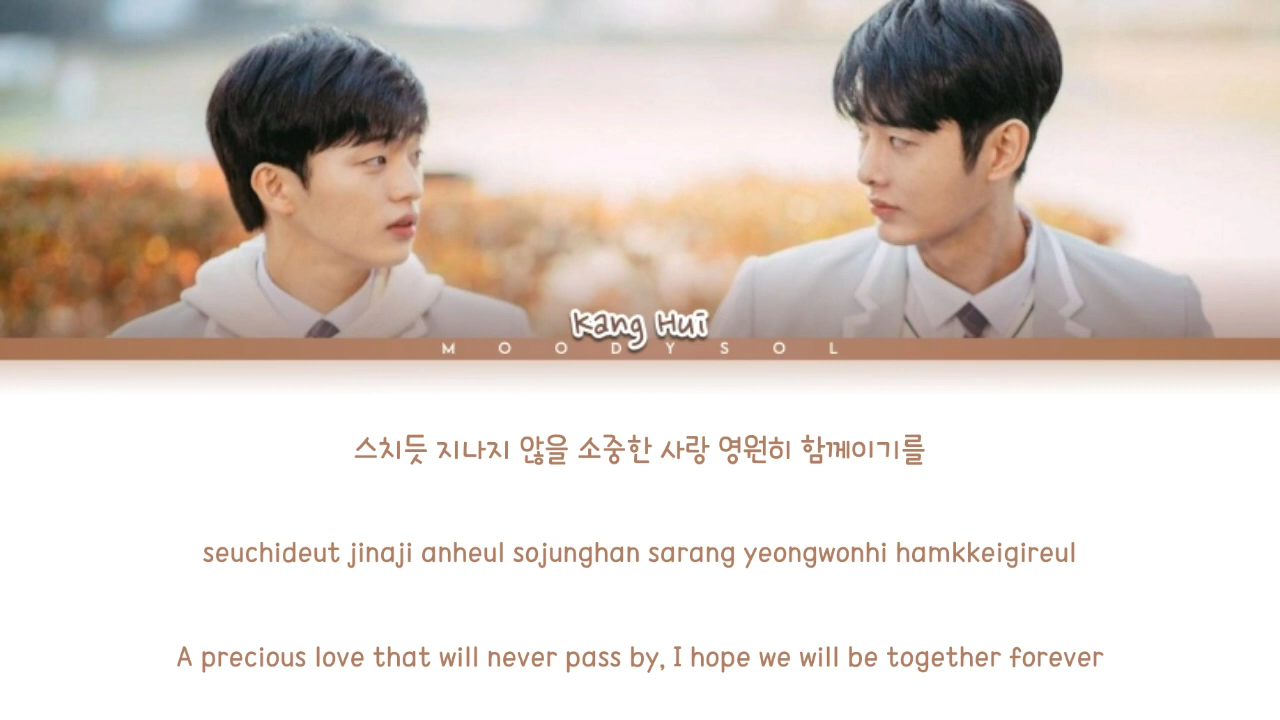 Kang Hui
MOODYSOL
스치듯 지나지 않을 소중한 사랑 영원히 함께이기를
seuchideut jinaji anheul sojunghan sarang yeongwonhi hamkkeigireul
A precious love that will never pass by, I hope we will be together forever